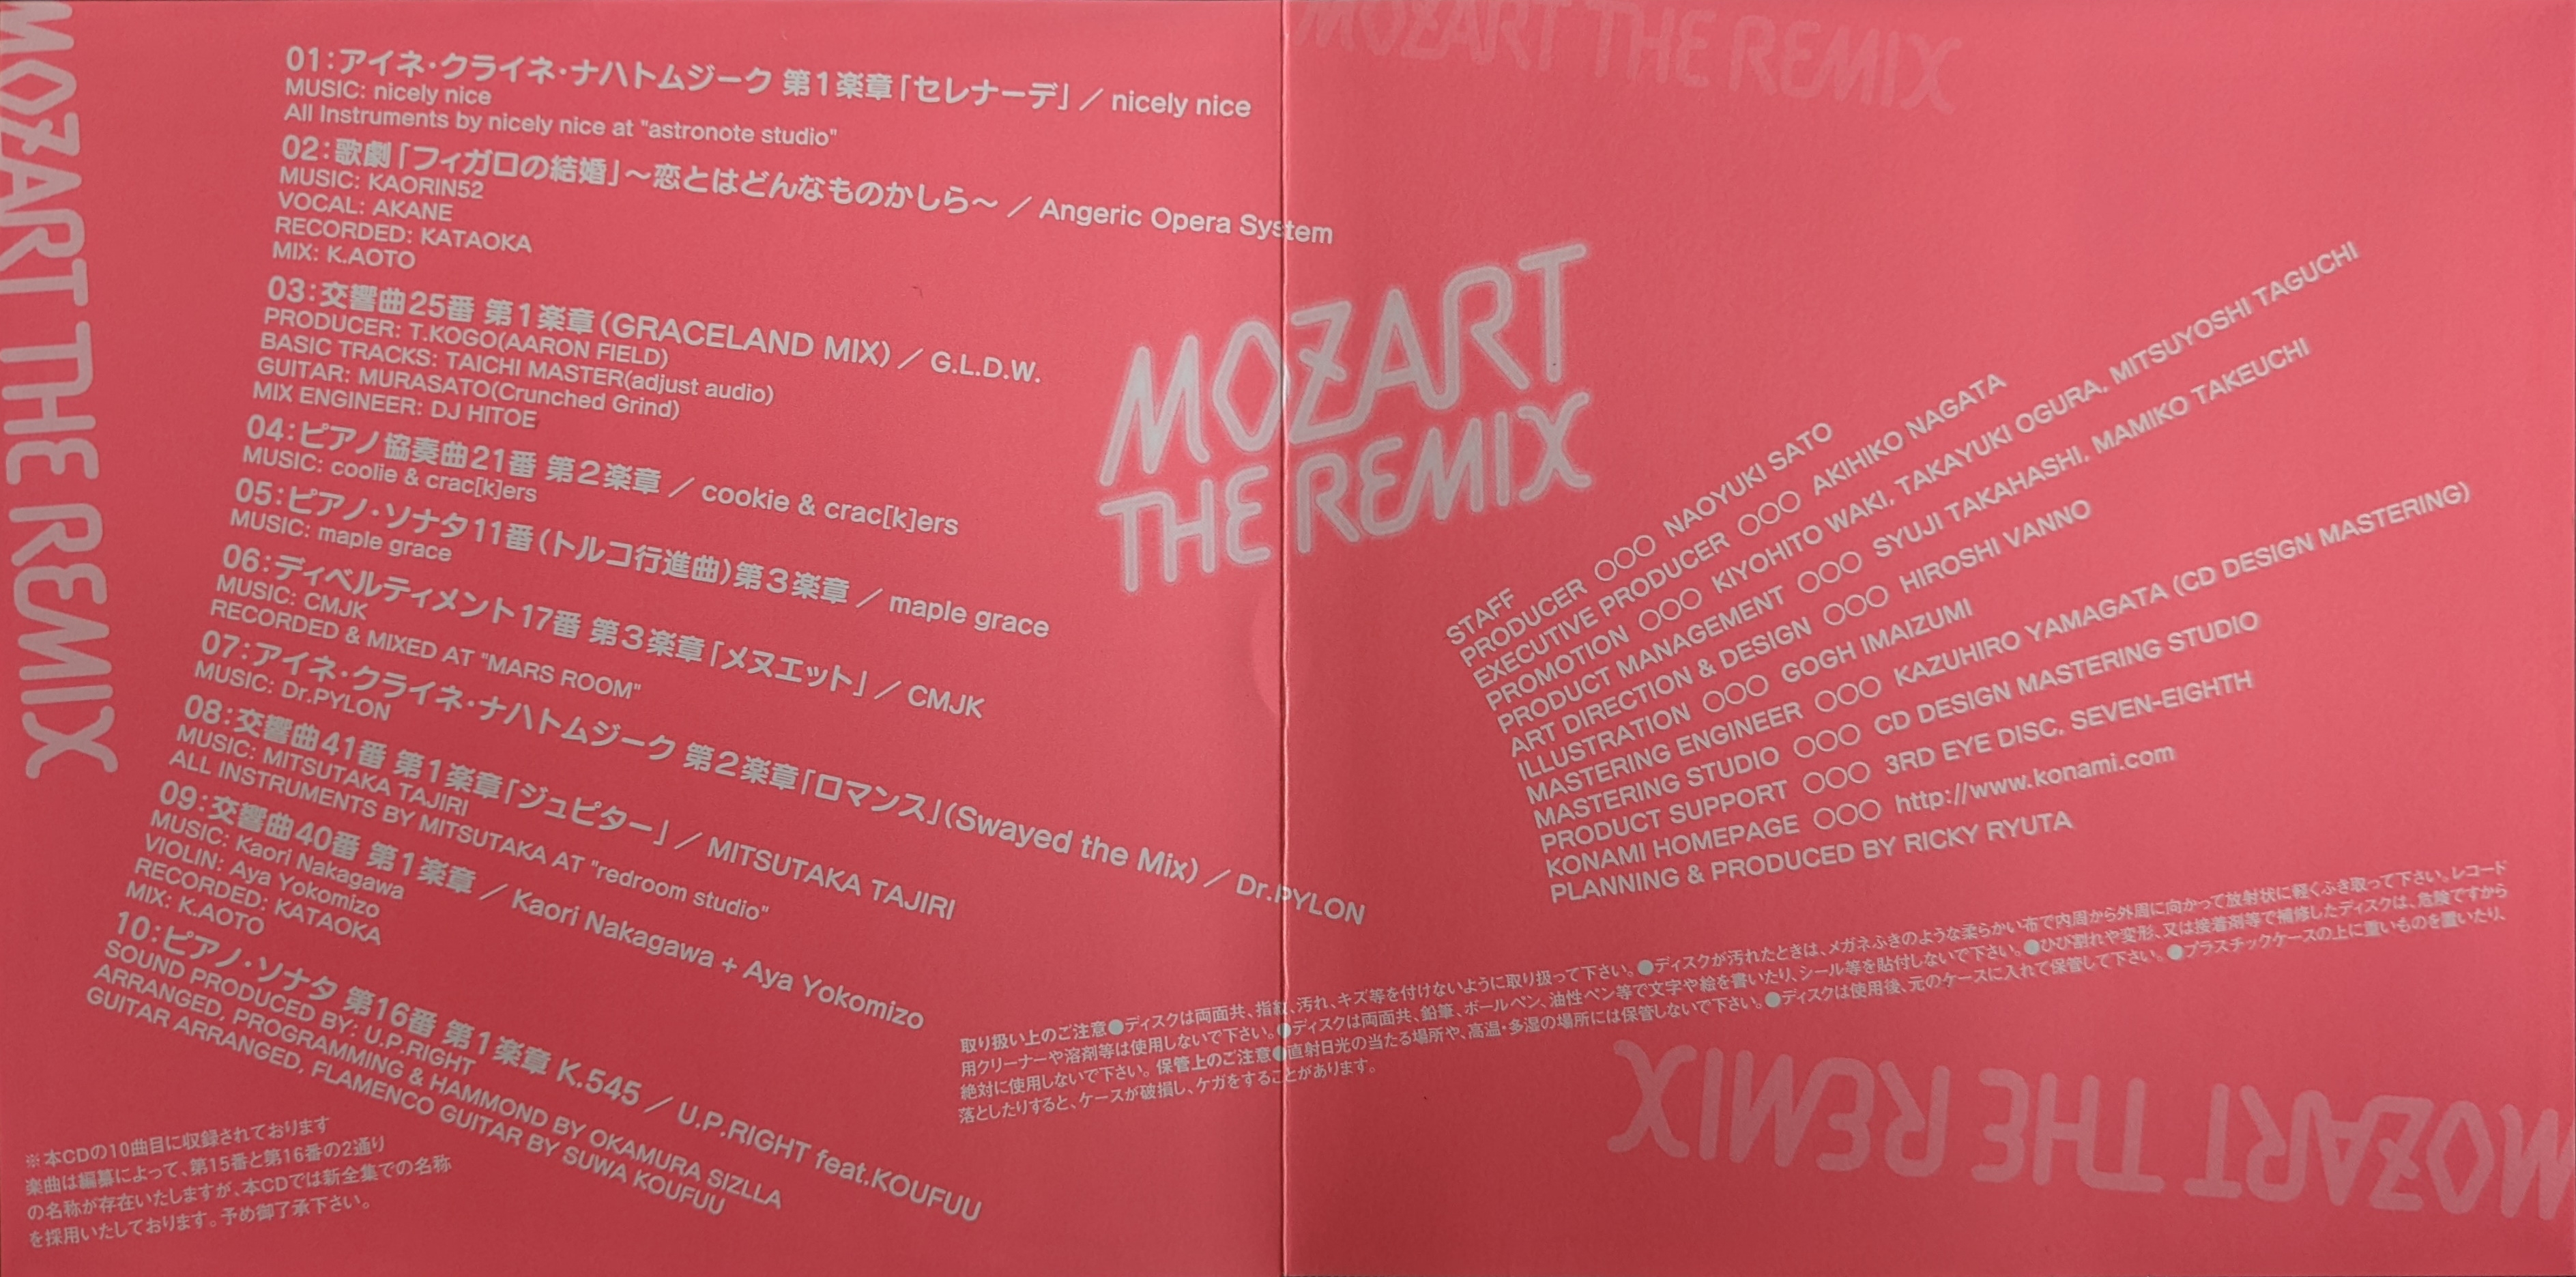 MOZART THE REMIX
01:アイネ・クライネ・ナハトムジーク 第1楽章「セレナーデ」／ nicely nice
MUSIC: nicely nice
All Instruments by nicely nice at "astronote studio"
02:歌劇「フィガロの結婚」〜恋とはどんなものかしら〜 ／ Angeric Opera System
MUSIC: KAORIN52
VOCAL: AKANE
RECORDED: KATAOKA
MIX: K.AOTO
03:交響曲25番 第1楽章(GRACELAND MIX) ／ G.L.D.W.
PRODUCER: T.KOGO(AARON FIELD)
BASIC TRACKS: TAICHI MASTER(adjust audio)
GUITAR: MURASATO(Crunched Grind)
MIX ENGINEER: DJ HITOE
04:ピアノ協奏曲21番 第2楽章 ／ cookie & crac[k]ers
MUSIC: coolie & crac[k]ers
05:ピアノ・ソナタ11番(トルコ行進曲)第3楽章 ／ maple grace
MUSIC: maple grace
06:ディベルティメント17番 第3楽章「メヌエット」／ CMJK
MUSIC: CMJK
RECORDED & MIXED AT "MARS ROOM"
07:アイネ・クライネ・ナハトムジーク 第2楽章「ロマンス」(Swayed the Mix) ／ Dr.PYLON
MUSIC: Dr.PYLON
08:交響曲41番 第1楽章「ジュピター」／ MITSUTAKA TAJIRI
MUSIC: MITSUTAKA TAJIRI
ALL INSTRUMENTS BY MITSUTAKA AT "redroom studio"
09:交響曲40番 第1楽章 ／ Kaori Nakagawa + Aya Yokomizo
MUSIC: Kaori Nakagawa
VIOLIN: Aya Yokomizo
RECORDED: KATAOKA
MIX: K.AOTO
10:ピアノ・ソナタ 第16番 第1楽章 K.545 ／ U.P.RIGHT feat.KOUFUU
SOUND PRODUCED BY: U.P.RIGHT
ARRANGED, PROGRAMMING & HAMMOND BY OKAMURA SIZLLA
GUITAR ARRANGED, FLAMENCO GUITAR BY SUWA KOUFUU
※本CDの10曲目に収録されております
楽曲は編纂によって、第15番と第16番の2通り
の名称が存在いたしますが、本CDでは新全集での名称
を採用いたしております。予め御了承下さい。
MOZART THE REMIX
MOZART
THE REMIX
STAFF
PRODUCER ○○○ NAOYUKI SATO
EXECUTIVE PRODUCER ○○○ AKIHIKO NAGATA
PROMOTION ○○○ KIYOHITO WAKI, TAKAYUKI OGURA, MITSUYOSHI TAGUCHI
PRODUCT MANAGEMENT ○○○ SYUJI TAKAHASHI, MAMIKO TAKEUCHI
ART DIRECTION & DESIGN ○○○ HIROSHI VANNO
ILLUSTRATION ○○○ GOGH IMAIZUMI
MASTERING ENGINEER ○○○ KAZUHIRO YAMAGATA (CD DESIGN MASTERING)
MASTERING STUDIO ○○○ CD DESIGN MASTERING STUDIO
PRODUCT SUPPORT ○○○ 3RD EYE DISC, SEVEN-EIGHTH
KONAMI HOMEPAGE ○○○ http://www.konami.com
PLANNING & PRODUCED BY RICKY RYUTA
取り扱い上のご注意●ディスクは両面共、指紋、汚れ、キズ等を付けないように取り扱って下さい。●ディスクが汚れたときは、メガネふきのような柔らかい布で内周から外周に向かって放射状に軽くふき取って下さい。レコード
用クリーナーや溶剤等は使用しないで下さい。●ディスクは両面共、鉛筆、ボールペン、油性ペン等で文字や絵を書いたり、シール等を貼付しないで下さい。●ひび割れや変形、又は接着剤等で補修したディスクは、危険ですから
絶対に使用しないで下さい。保管上のご注意●直射日光の当たる場所や、高温・多湿の場所には保管しないで下さい。●ディスクは使用後、元のケースに入れて保管して下さい。●プラスチックケースの上に重いものを置いたり、
落としたりすると、ケースが破損し、ケガをすることがあります。
MOZART THE REMIX